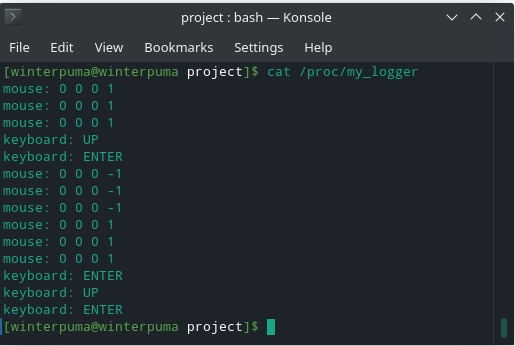 project : bash — Konsole
File Edit View Bookmarks Settings Help
[winterpuma@winterpuma project]$ cat /proc/my_logger
mouse: 0 0 0 1
mouse: 0 0 0 1
mouse: 0 0 0 1
keyboard: UP
keyboard: ENTER
mouse: 0 0 0 -1
mouse: 0 0 0 -1
mouse: 0 0 0 -1
mouse: 0 0 0 1
mouse: 0 0 0 1
mouse: 0 0 0 1
keyboard: ENTER
keyboard: UP
keyboard: ENTER
[winterpuma@winterpuma project]$